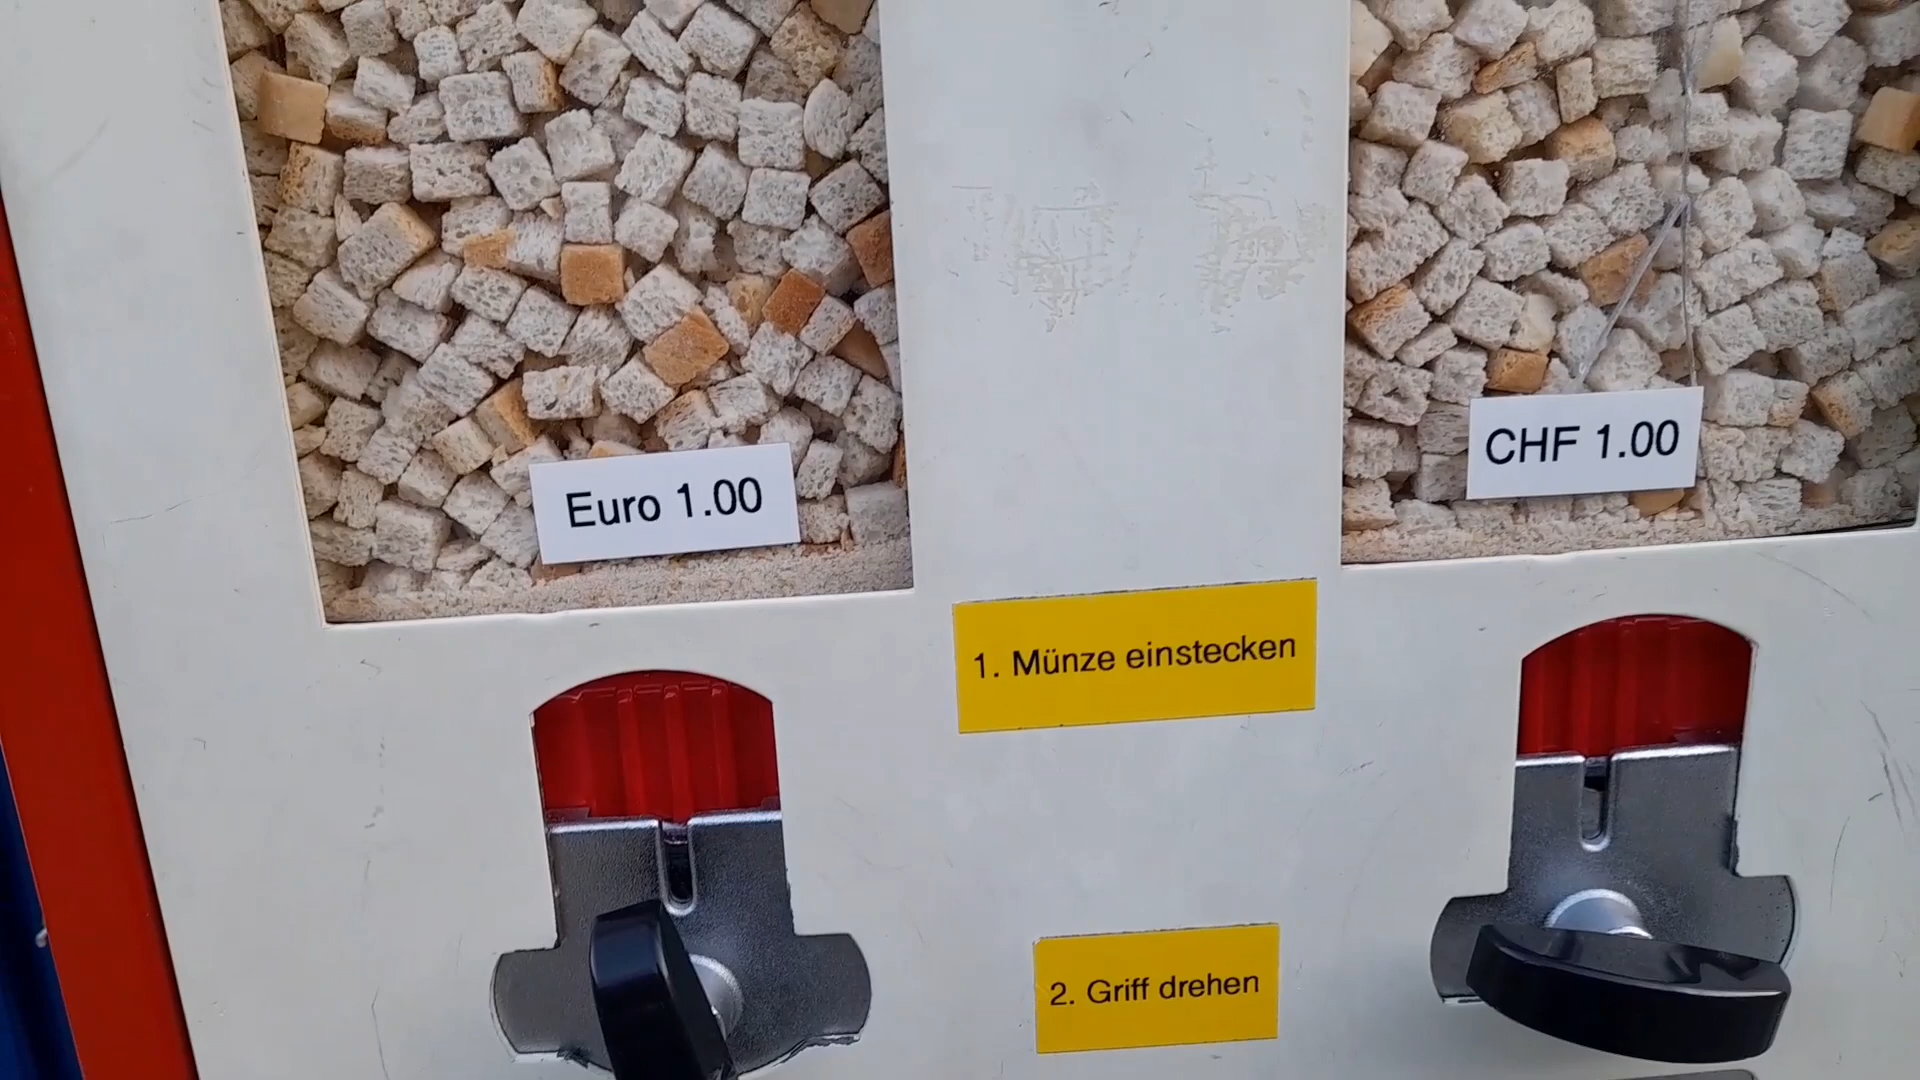 Euro 1.00
CHF 1.00
1. Münze einstecken
2. Griff drehen